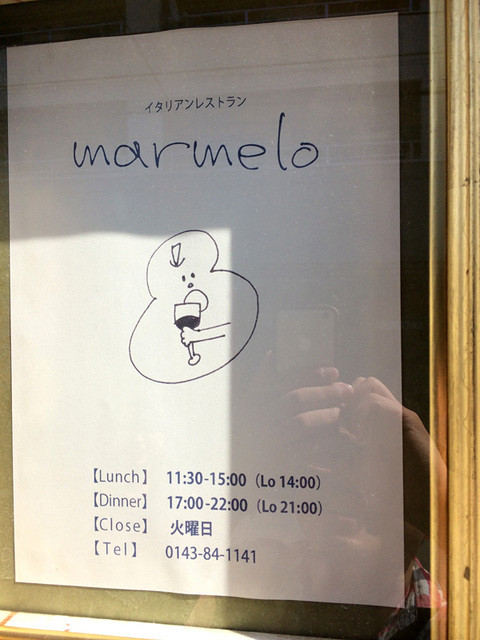 イタリアンレストラン
marmelo
【Lunch】 11:30-15:00（Lo 14:00）
【Dinner】 17:00-22:00（Lo 21:00）
【Close】 火曜日
【Tel】 0143-84-1141